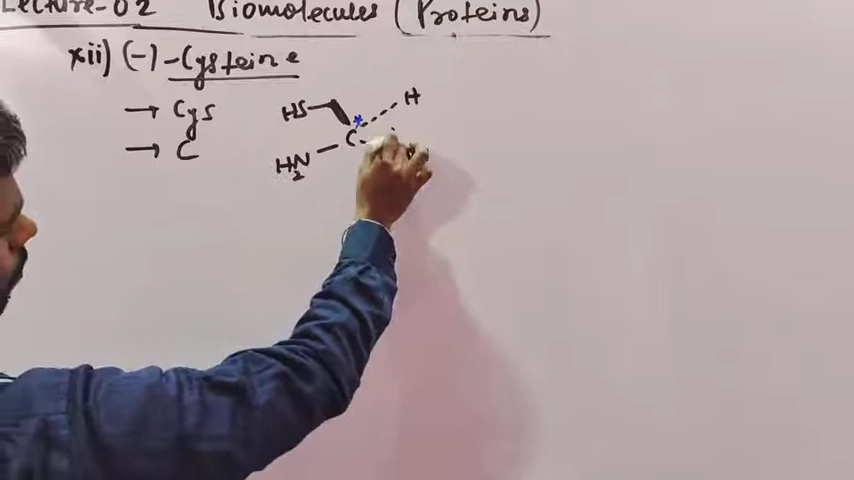 Lecture-02 Biomolecules (Proteins)
xii) (-)-Cysteine
→ Cys
→ C
HS H
* C
H2N